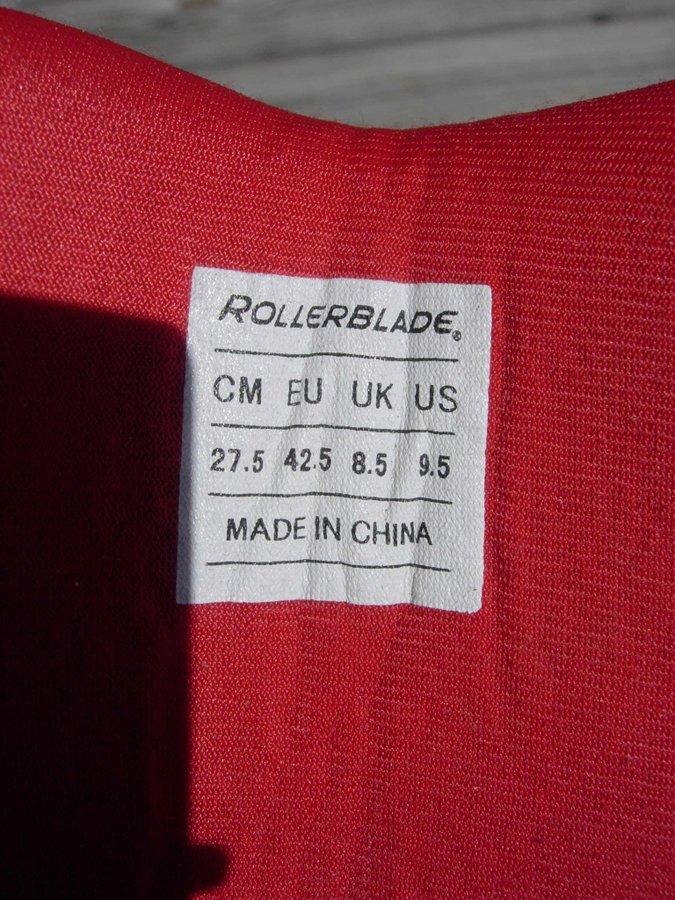 ROLLERBLADE®
CM EU UK US
27.5 42.5 8.5 9.5
MADE IN CHINA